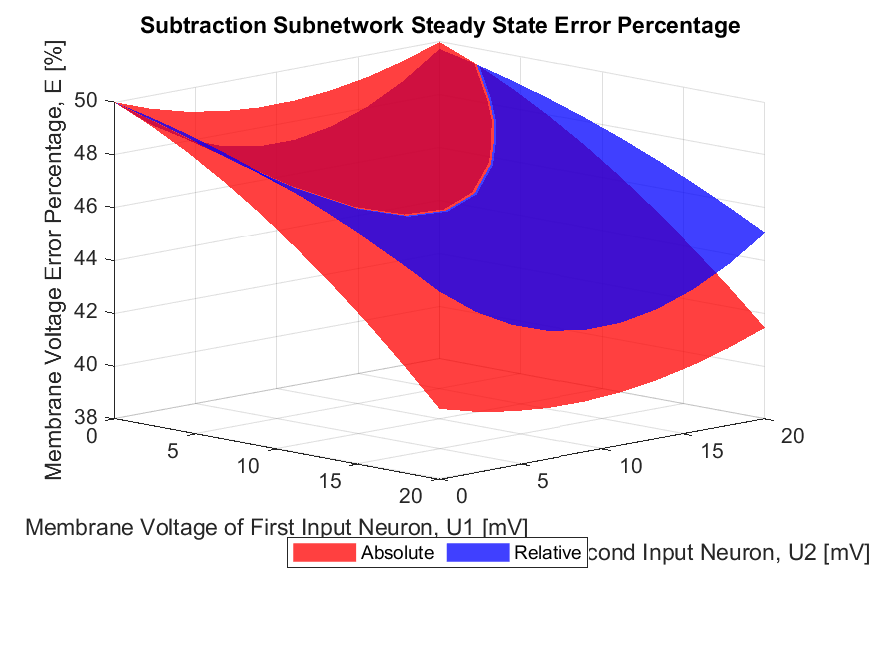 Subtraction Subnetwork Steady State Error Percentage
Membrane Voltage Error Percentage, E [%]
50
48
46
44
42
40
38
0
5
10
15
20
0
5
10
15
20
Membrane Voltage of First Input Neuron, U1 [mV]
cond Input Neuron, U2 [mV]
Absolute
Relative